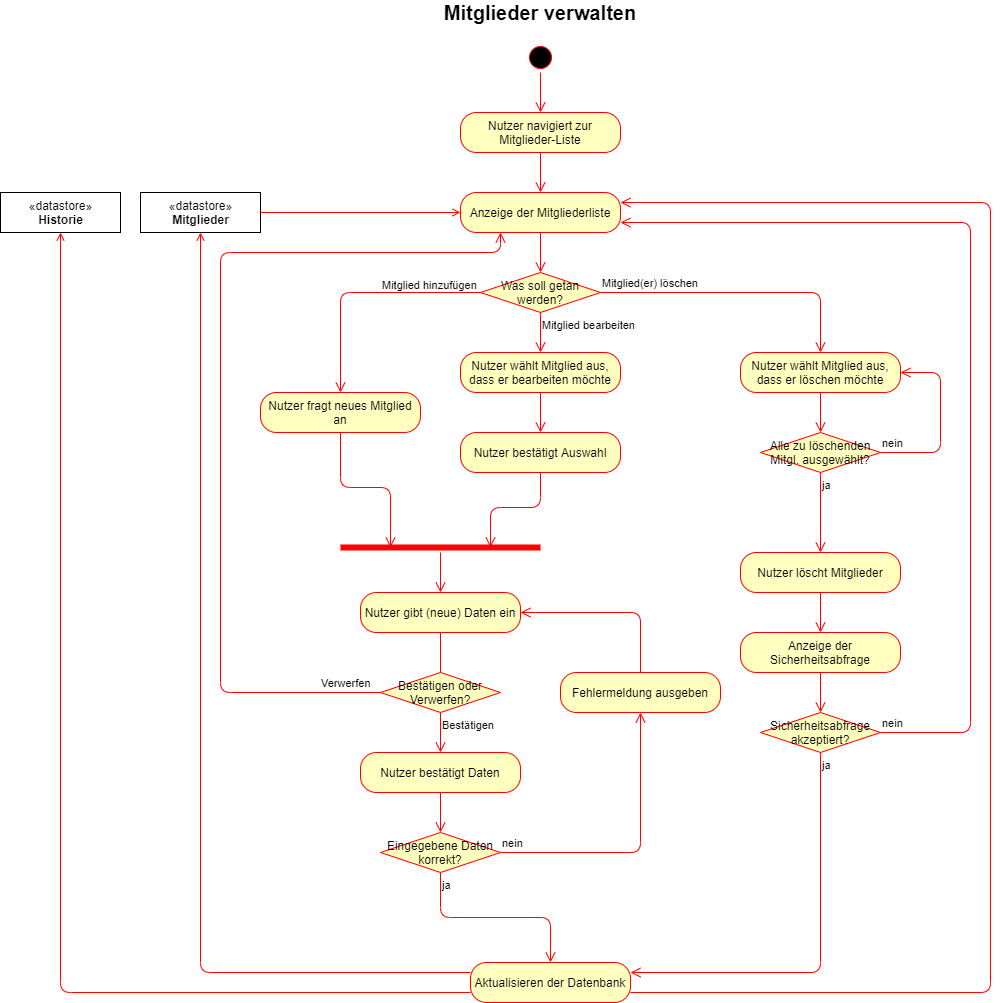 Mitglieder verwalten
Nutzer navigiert zur
Mitglieder-Liste
«datastore»
Historie
«datastore»
Mitglieder
Anzeige der Mitgliederliste
Mitglied hinzufügen
Was soll getan
werden?
Mitglied(er) löschen
Mitglied bearbeiten
Nutzer wählt Mitglied aus,
dass er bearbeiten möchte
Nutzer wählt Mitglied aus,
dass er löschen möchte
Nutzer fragt neues Mitglied
an
Nutzer bestätigt Auswahl
Alle zu löschenden
Mitgl. ausgewählt?
nein
ja
Nutzer löscht Mitglieder
Nutzer gibt (neue) Daten ein
Anzeige der
Sicherheitsabfrage
Verwerfen
Bestätigen oder
Verwerfen?
Fehlermeldung ausgeben
Bestätigen
Sicherheitsabfrage
akzeptiert?
nein
ja
Nutzer bestätigt Daten
Eingegebene Daten
korrekt?
nein
ja
Aktualisieren der Datenbank